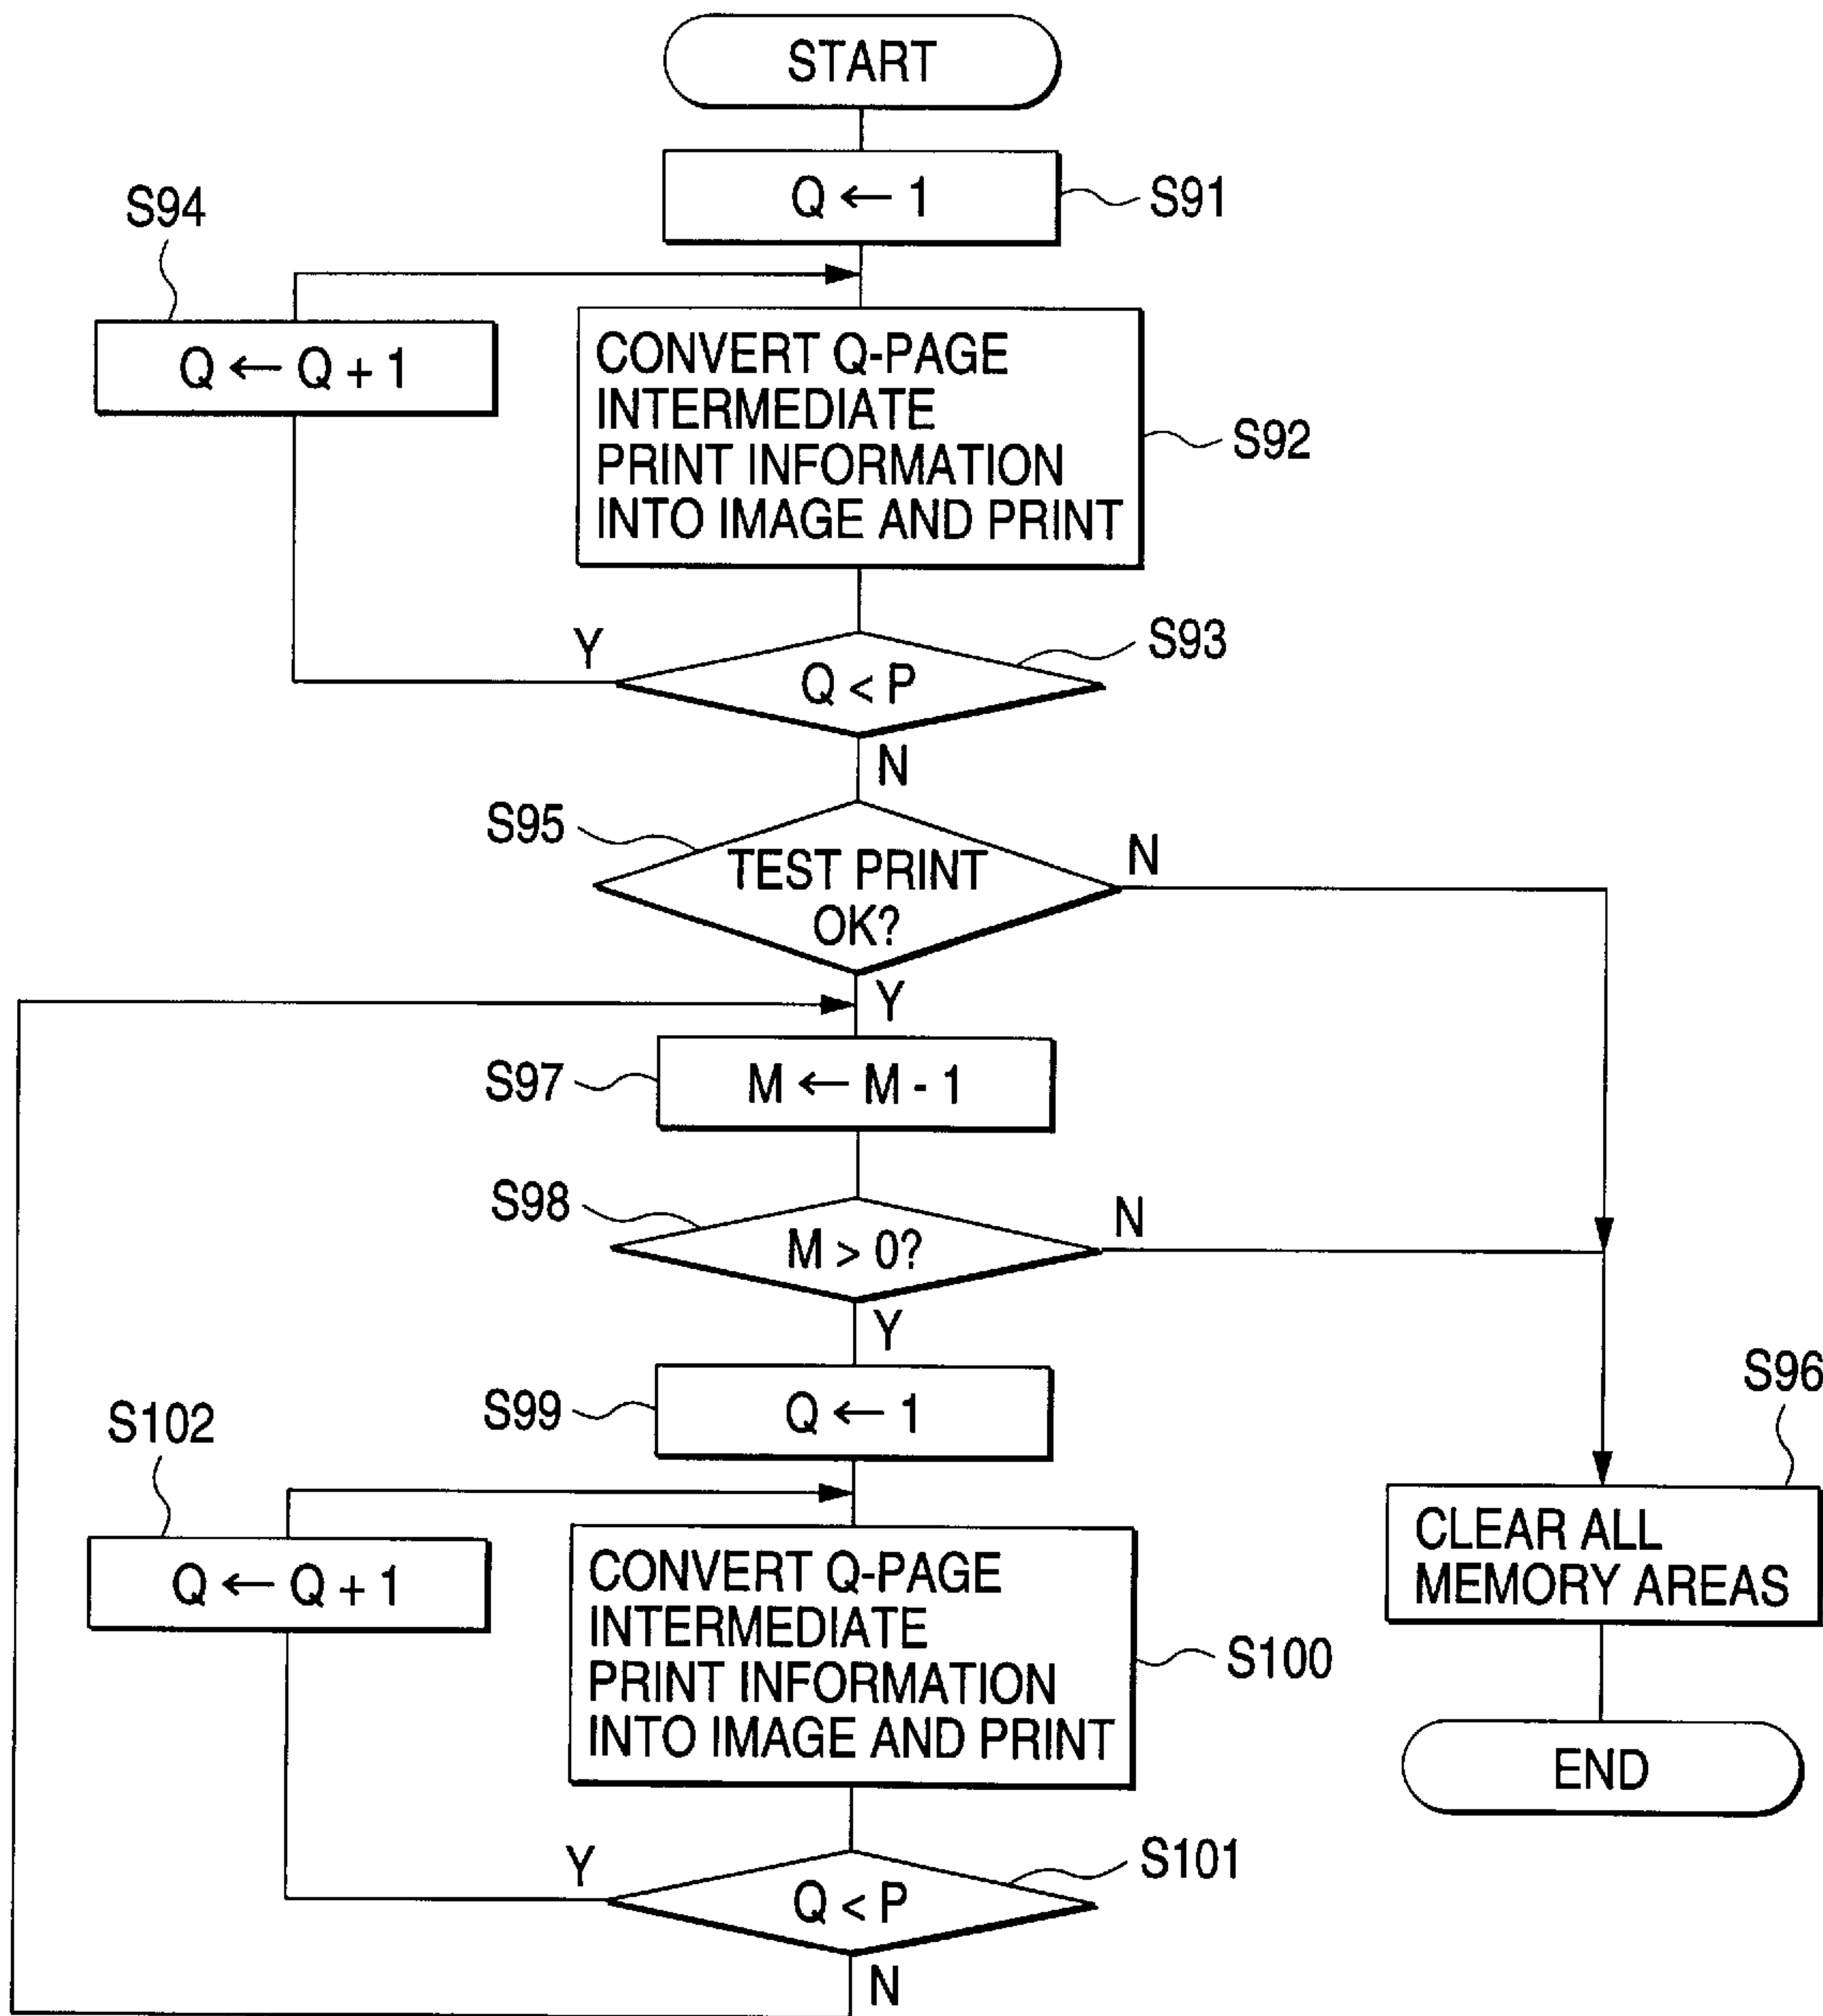 START
Q ← 1
S91
S94
Q ← Q + 1
CONVERT Q-PAGE
INTERMEDIATE
PRINT INFORMATION
INTO IMAGE AND PRINT
S92
Y
S93
Q < P
N
S95
TEST PRINT
OK?
N
Y
S97
M ← M - 1
S98
M > 0?
N
Y
S99
Q ← 1
S96
S102
Q ← Q + 1
CONVERT Q-PAGE
INTERMEDIATE
PRINT INFORMATION
INTO IMAGE AND PRINT
S100
CLEAR ALL
MEMORY AREAS
END
Y
S101
Q < P
N